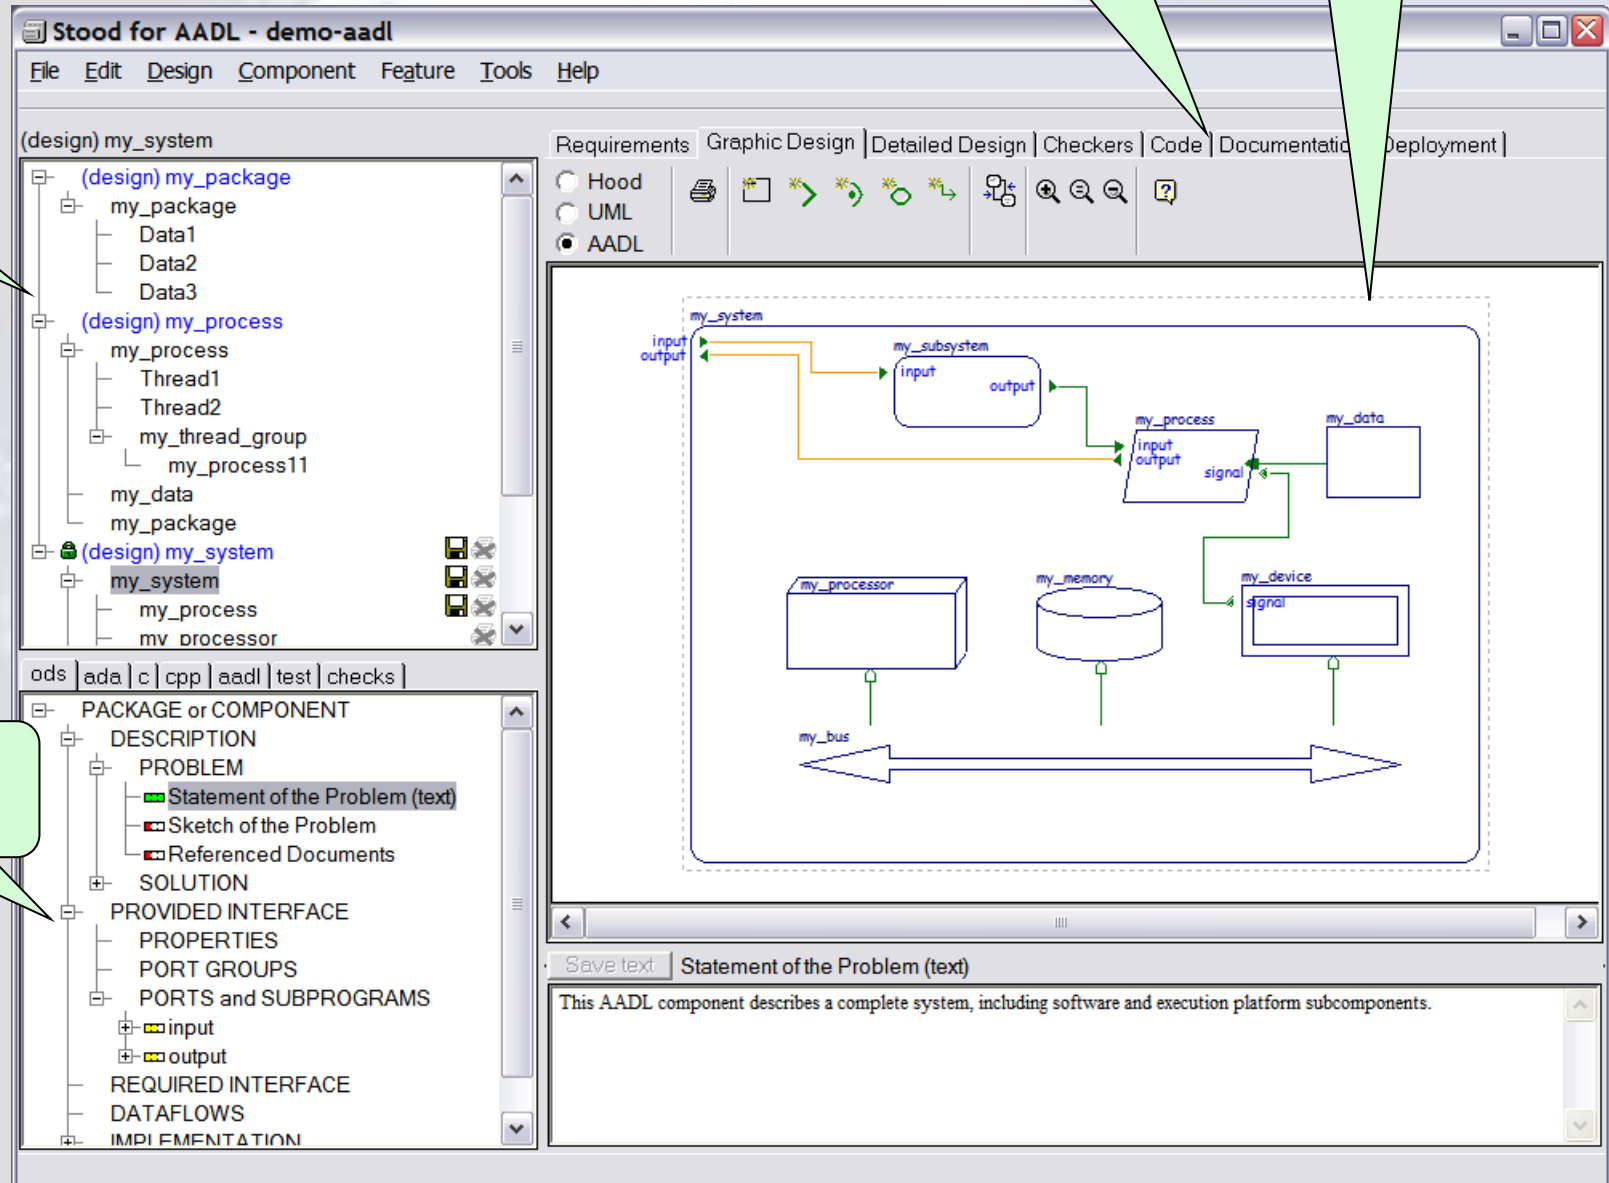 Stood for AADL - demo-aadl
File Edit Design Component Feature Tools Help
(design) my_system
(design) my_package
my_package
Data1
Data2
Data3
(design) my_process
my_process
Thread1
Thread2
my_thread_group
my_process11
my_data
my_package
(design) my_system
my_system
my_process
my_processor
ods ada c cpp aadl test checks
PACKAGE or COMPONENT
DESCRIPTION
PROBLEM
Statement of the Problem (text)
Sketch of the Problem
Referenced Documents
SOLUTION
PROVIDED INTERFACE
PROPERTIES
PORT GROUPS
PORTS and SUBPROGRAMS
input
output
REQUIRED INTERFACE
DATAFLOWS
IMPLEMENTATION
Requirements Graphic Design Detailed Design Checkers Code Documentatio Deployment
Hood
UML
AADL
my_system
input
output
my_subsystem
input
output
my_process
input
output
signal
my_data
my_processor
my_memory
my_device
signal
my_bus
Save text Statement of the Problem (text)
This AADL component describes a complete system, including software and execution platform subcomponents.